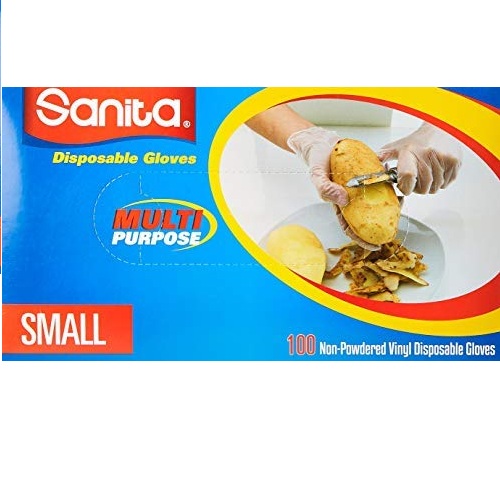 Sanita®
Disposable Gloves
MULTI
PURPOSE
SMALL
100 Non-Powdered Vinyl Disposable Gloves